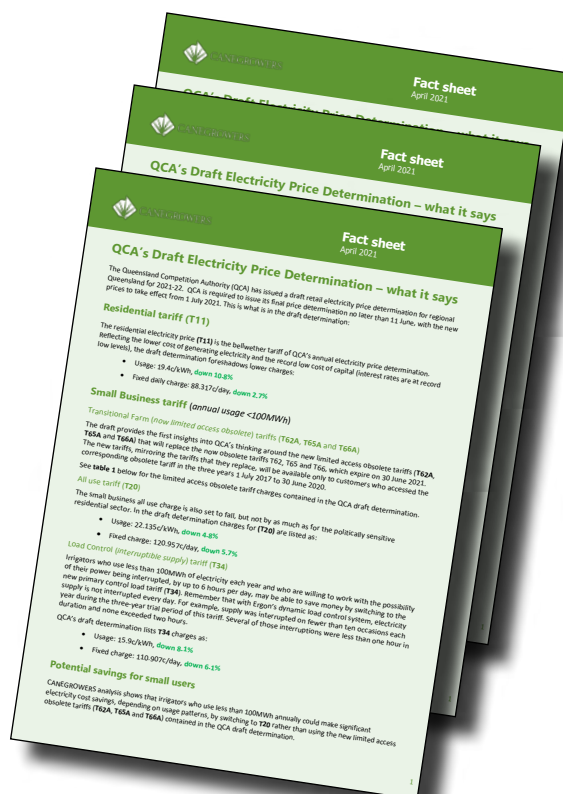 CANEGROWERS
Fact sheet
April 2021
CANEGROWERS
Fact sheet
April 2021
QCA's Draft Electricity Price Determination – what it says
CANEGROWERS
Fact sheet
April 2021
QCA's Draft Electricity Price Determination – what it says
The Queensland Competition Authority (QCA) has issued a draft retail electricity price determination for regional
Queensland for 2021-22. QCA is required to issue its final price determination no later than 11 June, with the new
prices to take effect from 1 July 2021. This is what is in the draft determination:
Residential tariff (T11)
The residential electricity price (T11) is the bellwether tariff of QCA's annual electricity price determination.
Reflecting the lower cost of generating electricity and the record low cost of capital (interest rates are at record
low levels), the draft determination foreshadows lower charges:
• Usage: 19.4c/kWh, down 10.8%
• Fixed daily charge: 88.317c/day, down 2.7%
Small Business tariff (annual usage <100MWh)
Transitional Farm (now limited access obsolete) tariffs (T62A, T65A and T66A)
The draft provides the first insights into QCA's thinking around the new limited access obsolete tariffs (T62A,
T65A and T66A) that will replace the now obsolete tariffs T62, T65 and T66, which expire on 30 June 2021.
The new tariffs, mirroring the tariffs that they replace, will be available only to customers who accessed the
corresponding obsolete tariff in the three years 1 July 2017 to 30 June 2020.
See table 1 below for the limited access obsolete tariff charges contained in the QCA draft determination.
All use tariff (T20)
The small business all use charge is also set to fall, but not by as much as for the politically sensitive
residential sector. In the draft determination charges for (T20) are listed as:
• Usage: 22.135c/kWh, down 4.8%
• Fixed charge: 120.957c/day, down 5.7%
Load Control (interruptible supply) tariff (T34)
Irrigators who use less than 100MWh of electricity each year and who are willing to work with the possibility
of their power being interrupted, by up to 6 hours per day, may be able to save money by switching to the
new primary control load tariff (T34). Remember that with Ergon's dynamic load control system, electricity
supply is not interrupted every day. For example, supply was interrupted on fewer than ten occasions each
year during the three-year trial period of this tariff. Several of those interruptions were less than one hour in
duration and none exceeded two hours.
QCA's draft determination lists T34 charges as:
• Usage: 15.9c/kWh, down 8.1%
• Fixed charge: 110-907c/day, down 6-1%
Potential savings for small users
CANEGROWERS analysis shows that irrigators who use less than 100MWh annually could make significant
electricity cost savings, depending on usage patterns, by switching to T20 rather than using the new limited access
obsolete tariffs (T62A, T65A and T66A) contained in the QCA draft determination.
1